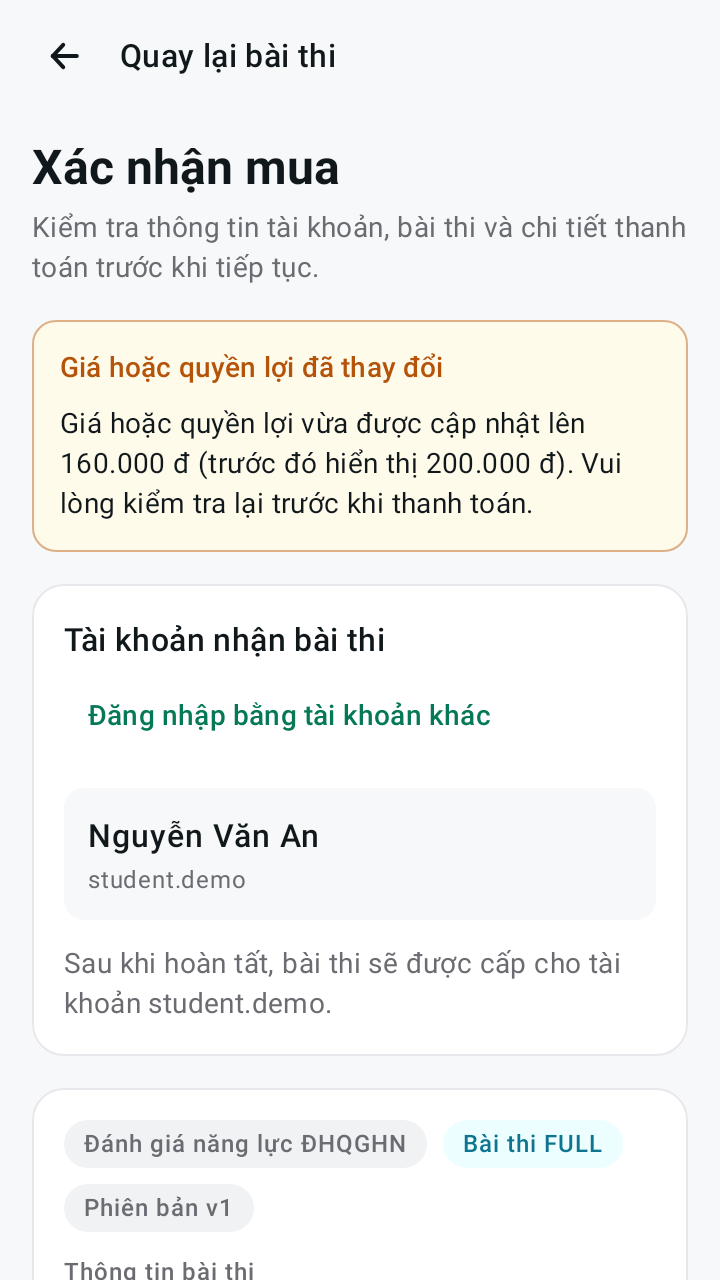 Quay lại bài thi
Xác nhận mua
Kiểm tra thông tin tài khoản, bài thi và chi tiết thanh
toán trước khi tiếp tục.
Giá hoặc quyền lợi đã thay đổi
Giá hoặc quyền lợi vừa được cập nhật lên
160.000 đ (trước đó hiển thị 200.000 đ). Vui
lòng kiểm tra lại trước khi thanh toán.
Tài khoản nhận bài thi
Đăng nhập bằng tài khoản khác
Nguyễn Văn An
student.demo
Sau khi hoàn tất, bài thi sẽ được cấp cho tài
khoản student.demo.
Đánh giá năng lực ĐHQGHN
Bài thi FULL
Phiên bản v1
Thông tin bài thi